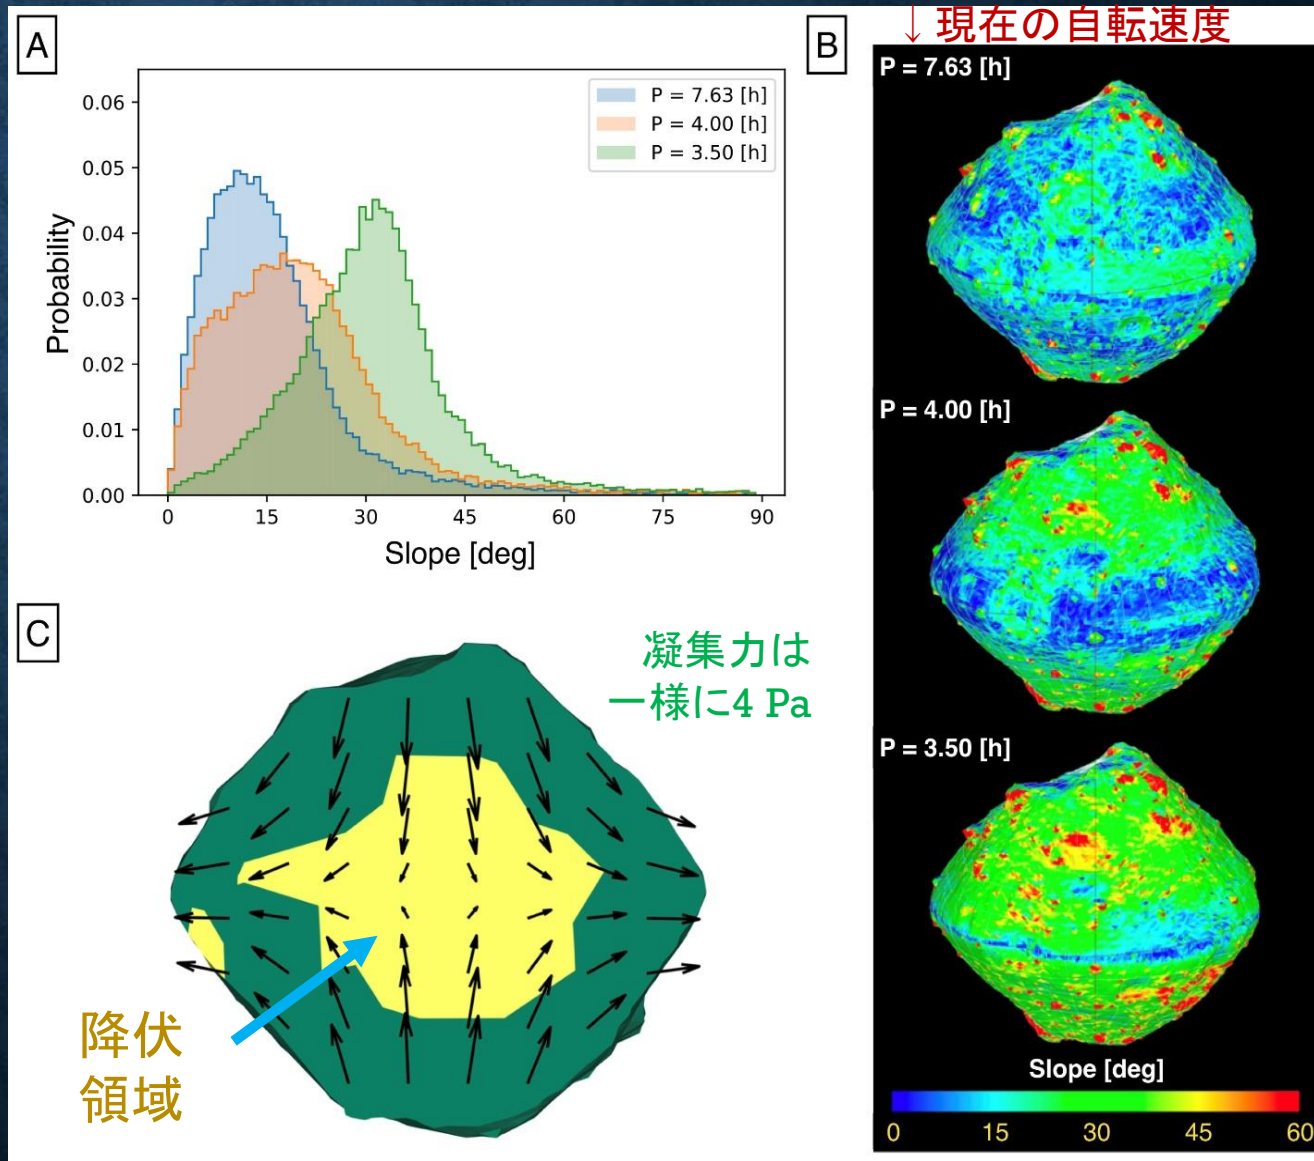 A
0.06
0.05
0.04
0.03
0.02
0.01
0.00
Probability
P = 7.63 [h]
P = 4.00 [h]
P = 3.50 [h]
0 15 30 45 60 75 90
Slope [deg]
B
↓現在の自転速度
P = 7.63 [h]
P = 4.00 [h]
P = 3.50 [h]
Slope [deg]
0 15 30 45 60
C
凝集力は
一様に4 Pa
降伏
領域